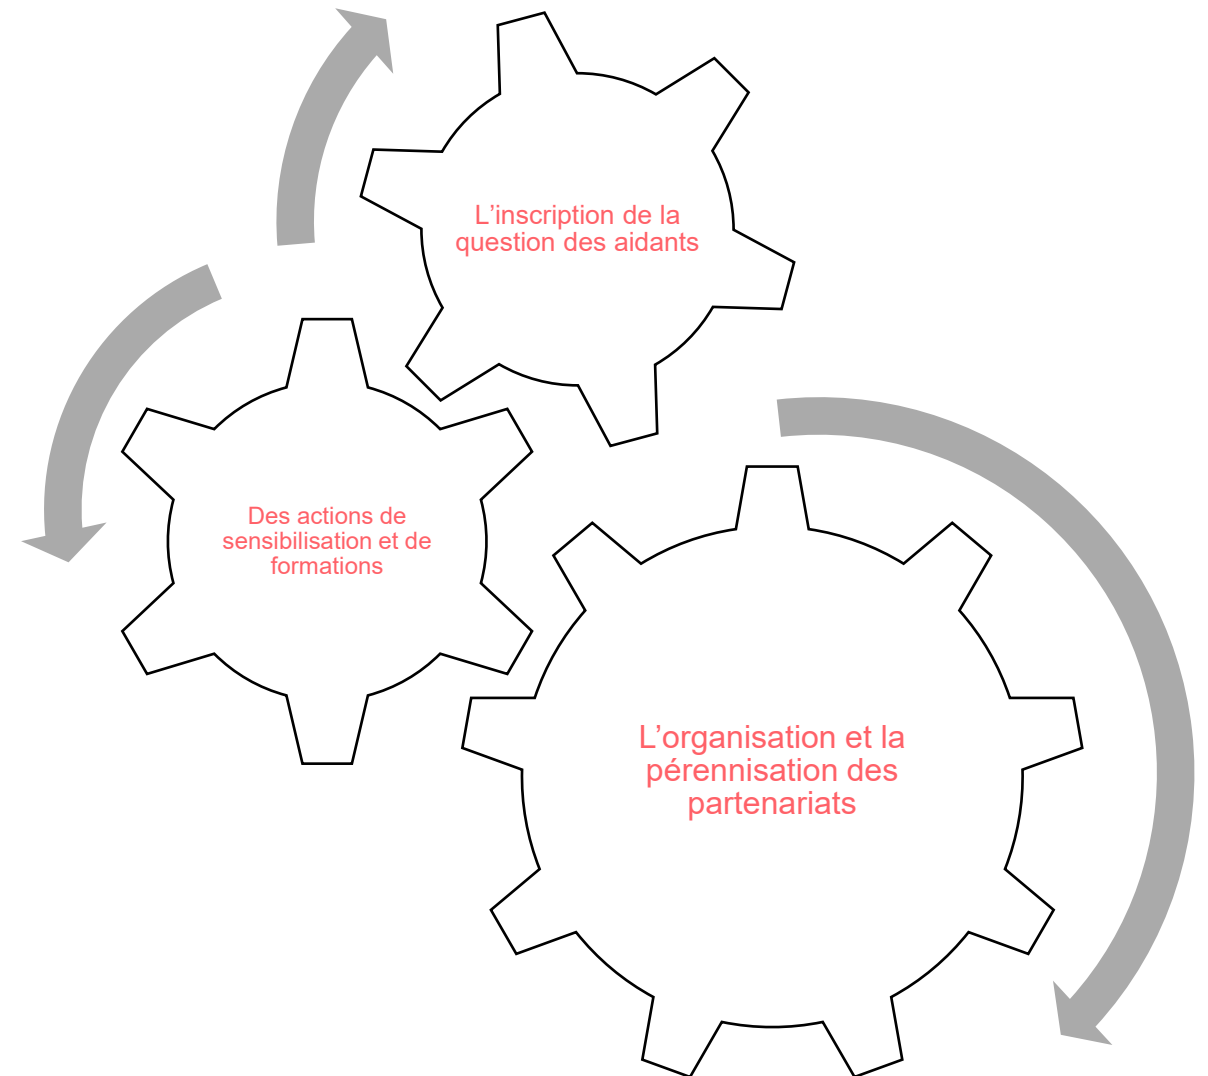 L’inscription de la
question des aidants
Des actions de
sensibilisation et de
formations
L’organisation et la
pérennisation des
partenariats